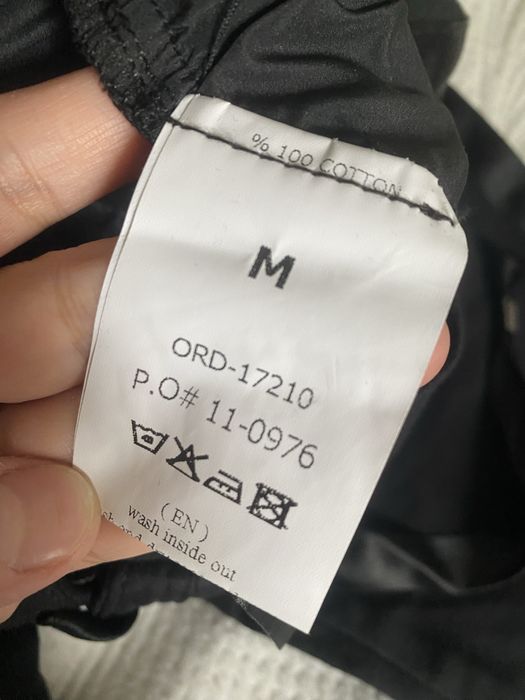 % 100 COTTON
M
ORD-17210
P.O# 11-0976
(EN)
wash inside out